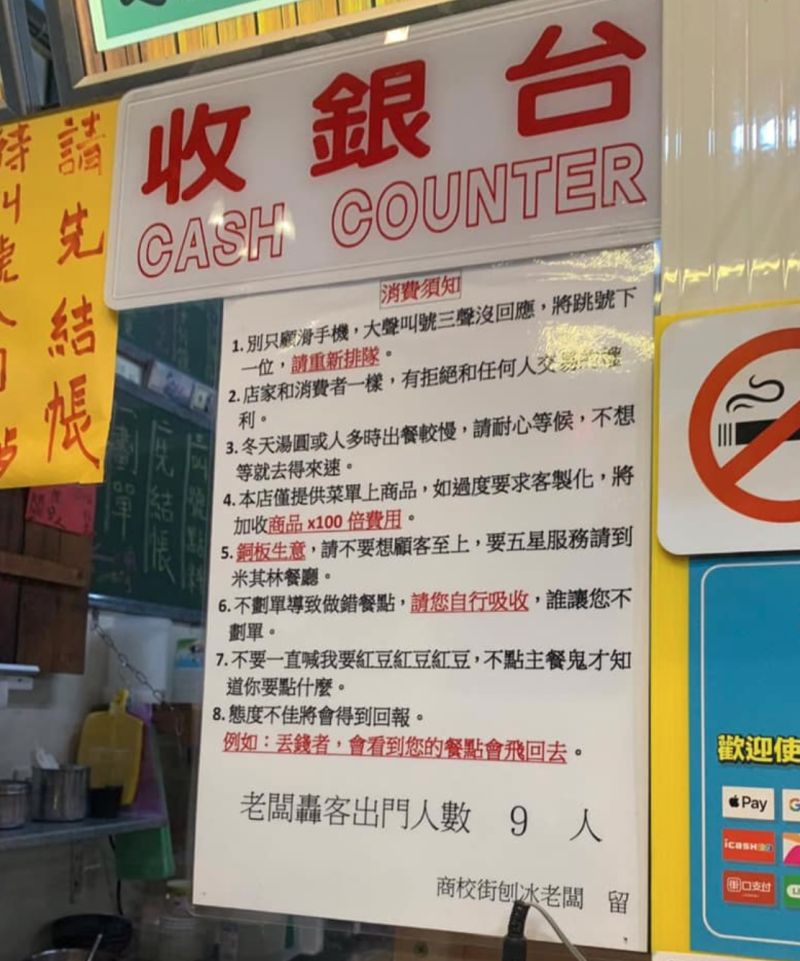 收銀台
CASH COUNTER
請先結帳
消費須知
1. 別只顧滑手機，大聲叫號三聲沒回應，將跳號下
一位，請重新排隊。
2. 店家和消費者一樣，有拒絕和任何人交易
利。
3. 冬天湯圓或人多時出餐較慢，請耐心等候，不想
等就去得來速。
4. 本店僅提供菜單上商品，如過度要求客製化，將
加收商品 x100 倍費用。
5. 銅板生意，請不要想顧客至上，要五星服務請到
米其林餐廳。
6. 不劃單導致做錯餐點，請您自行吸收，誰讓您不
劃單。
7. 不要一直喊我要紅豆紅豆紅豆，不點主餐鬼才知
道你要點什麼。
8. 態度不佳將會得到回報。
例如：丟錢者，會看到您的餐點會飛回去。
老闆轟客出門人數 9 人
商校街刨冰老闆 留
劃單
先結帳
叫號點料
歡迎使
Pay
icash
街口支付